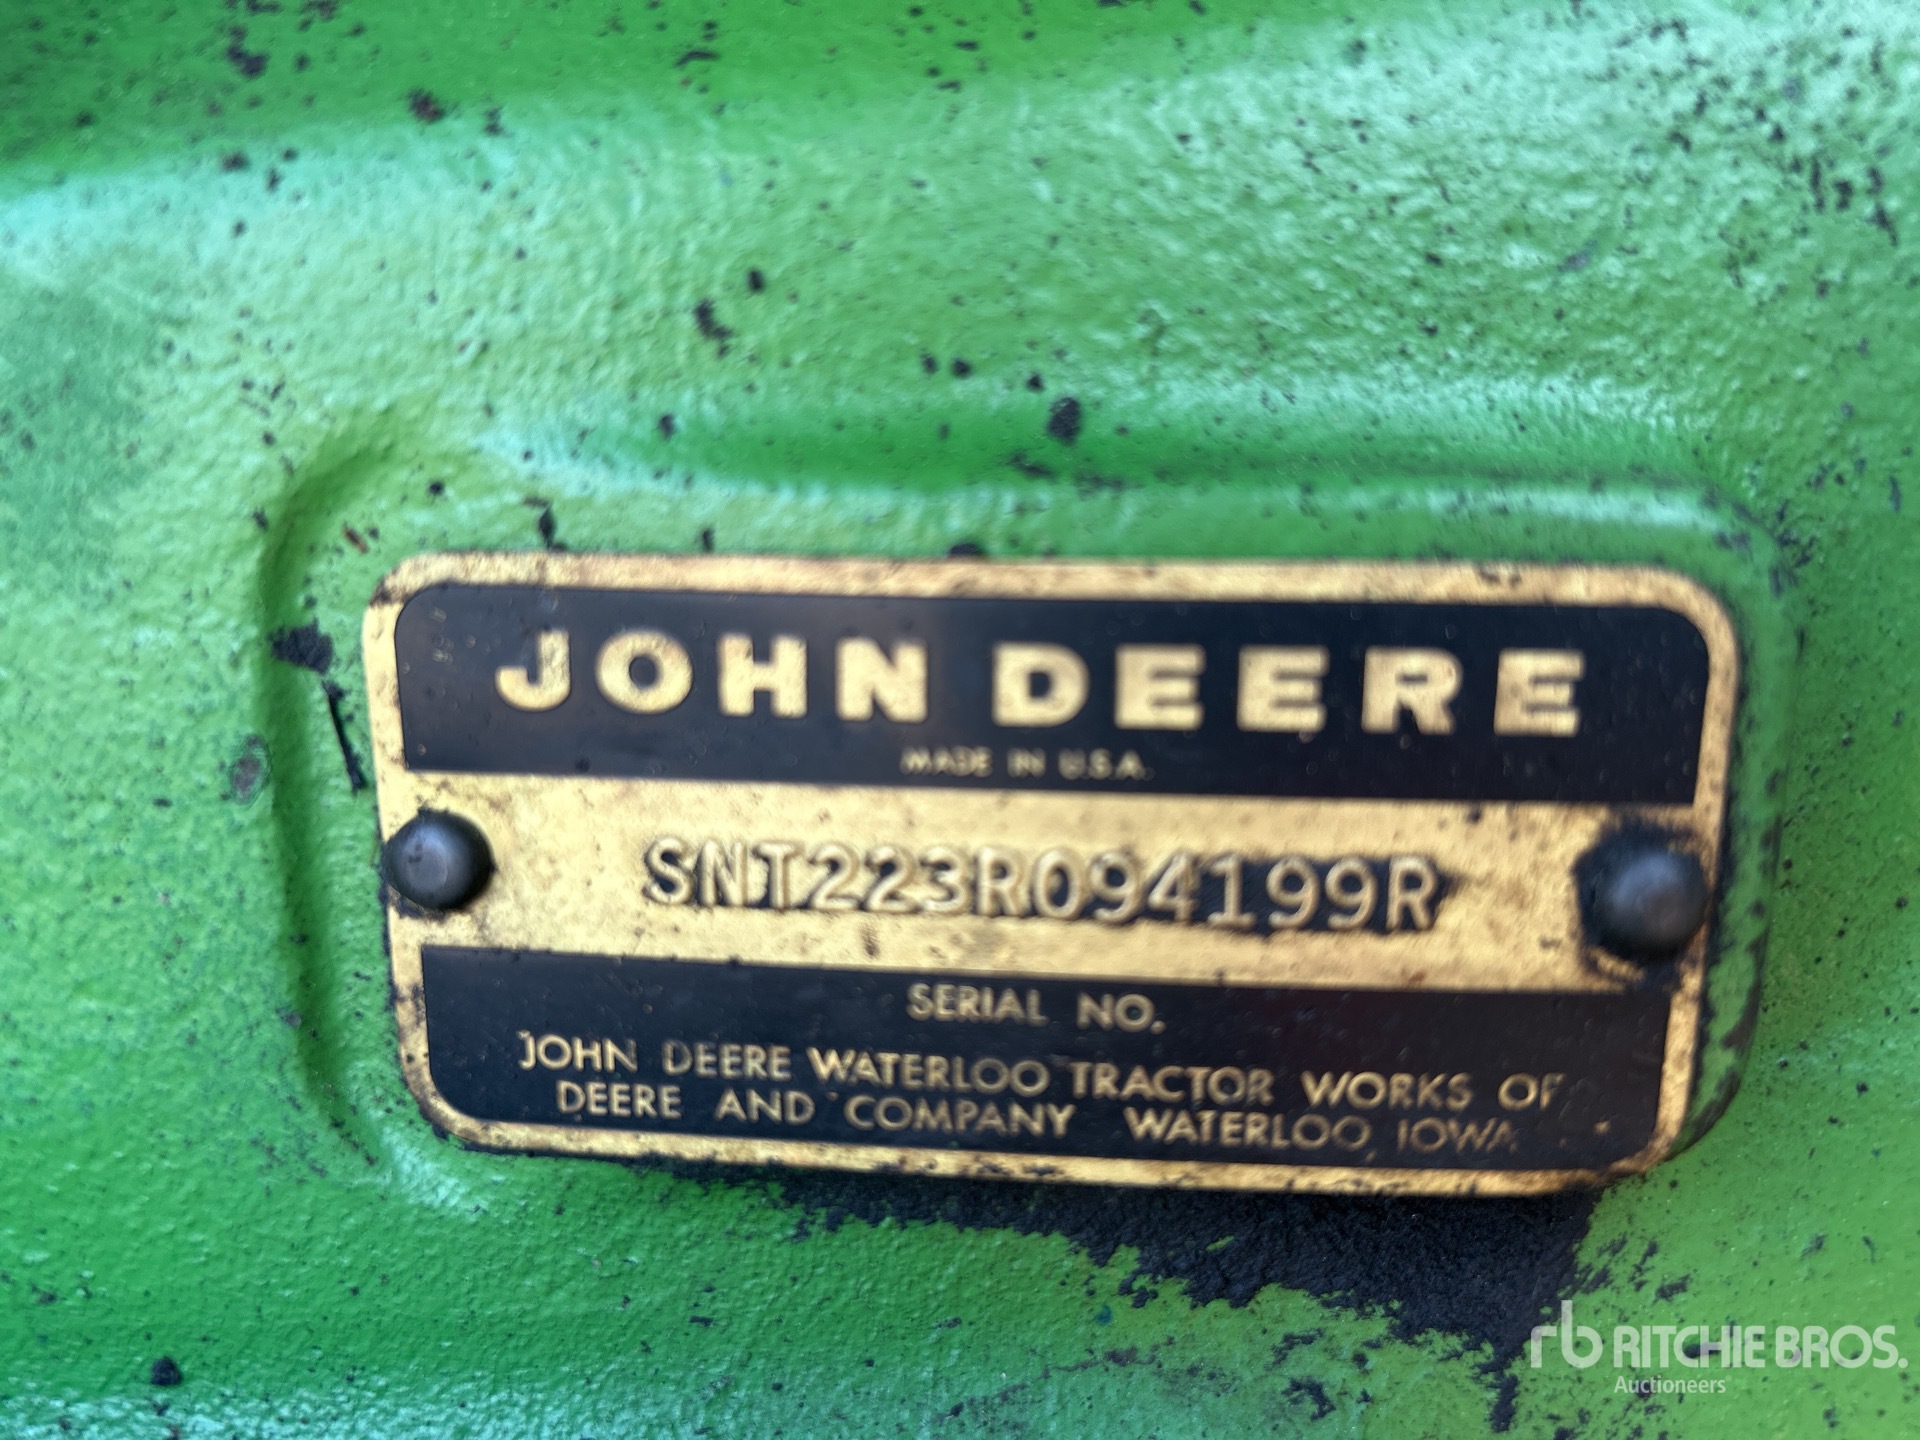 JOHN DEERE
MADE IN U.S.A.
SNT223R094199R
SERIAL NO.
JOHN DEERE WATERLOO TRACTOR WORKS OF
DEERE AND COMPANY WATERLOO, IOWA
rb RITCHIE BROS.
Auctioneers